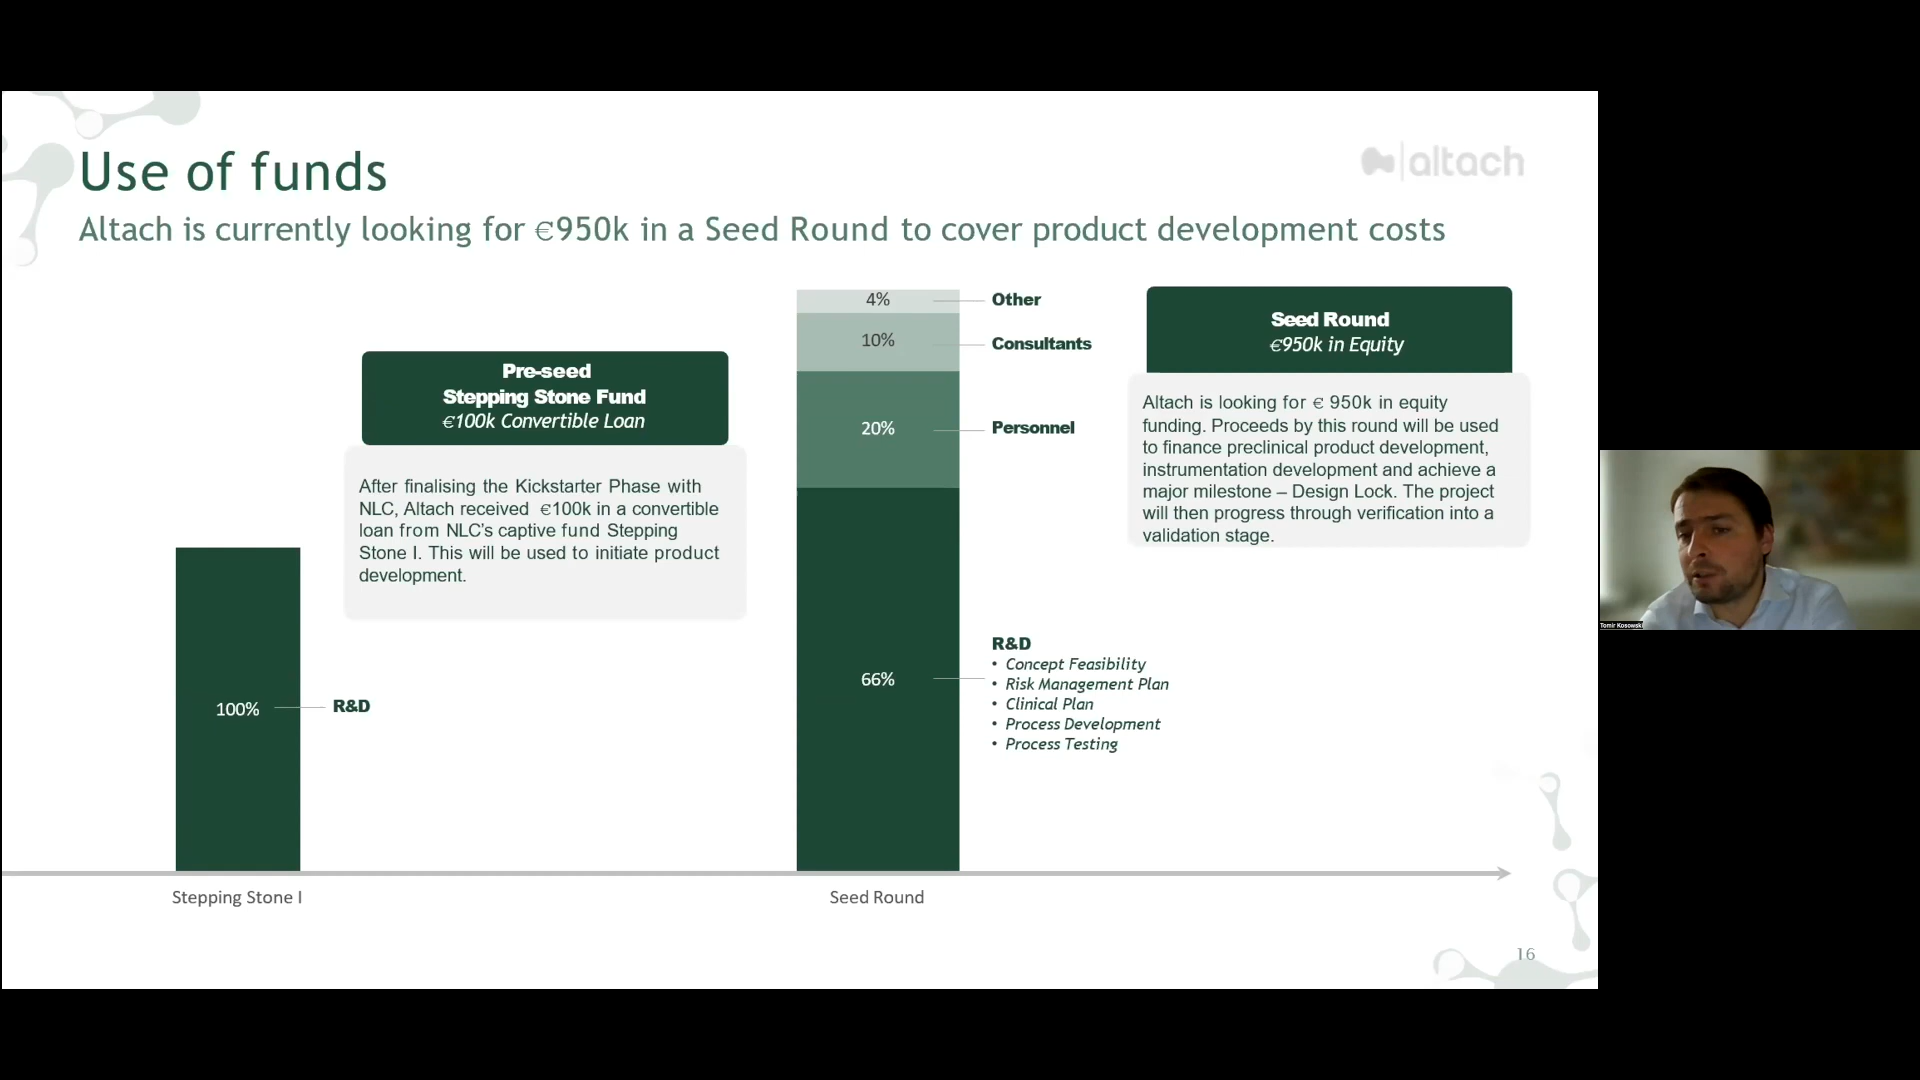 Use of funds
altach
Altach is currently looking for €950k in a Seed Round to cover product development costs
Pre-seed
Stepping Stone Fund
€100k Convertible Loan
After finalising the Kickstarter Phase with
NLC, Altach received €100k in a convertible
loan from NLC's captive fund Stepping
Stone I. This will be used to initiate product
development.
100%
R&D
Stepping Stone I
4%
Other
10%
Consultants
20%
Personnel
66%
R&D
• Concept Feasibility
• Risk Management Plan
• Clinical Plan
• Process Development
• Process Testing
Seed Round
Seed Round
€950k in Equity
Altach is looking for € 950k in equity
funding. Proceeds by this round will be used
to finance preclinical product development,
instrumentation development and achieve a
major milestone – Design Lock. The project
will then progress through verification into a
validation stage.
16
Tomir Kosowski